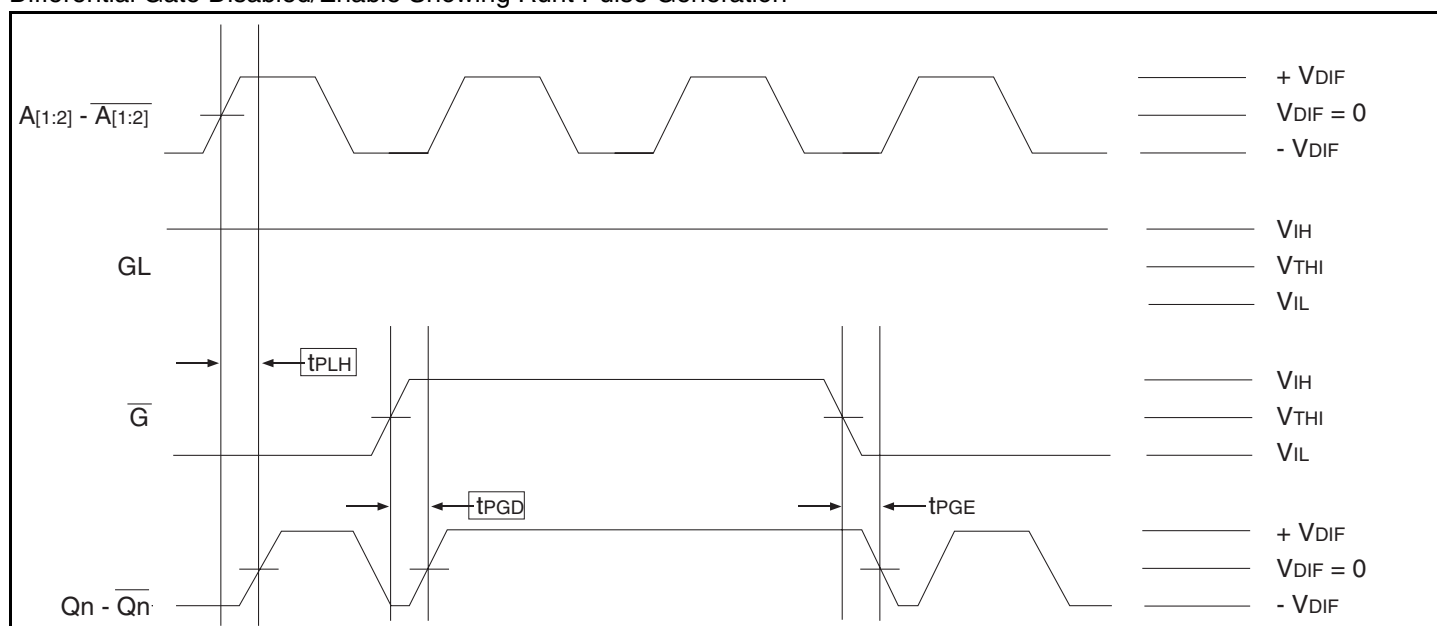 Differential Gate Disabled/Enable Showing Runt Pulse Generation
A[1:2] - A[1:2]
+ VDIF
VDIF = 0
- VDIF
GL
VIH
VTHI
VIL
tPLH
G
VIH
VTHI
VIL
tPGD
tPGE
Qn - Qn
+ VDIF
VDIF = 0
- VDIF